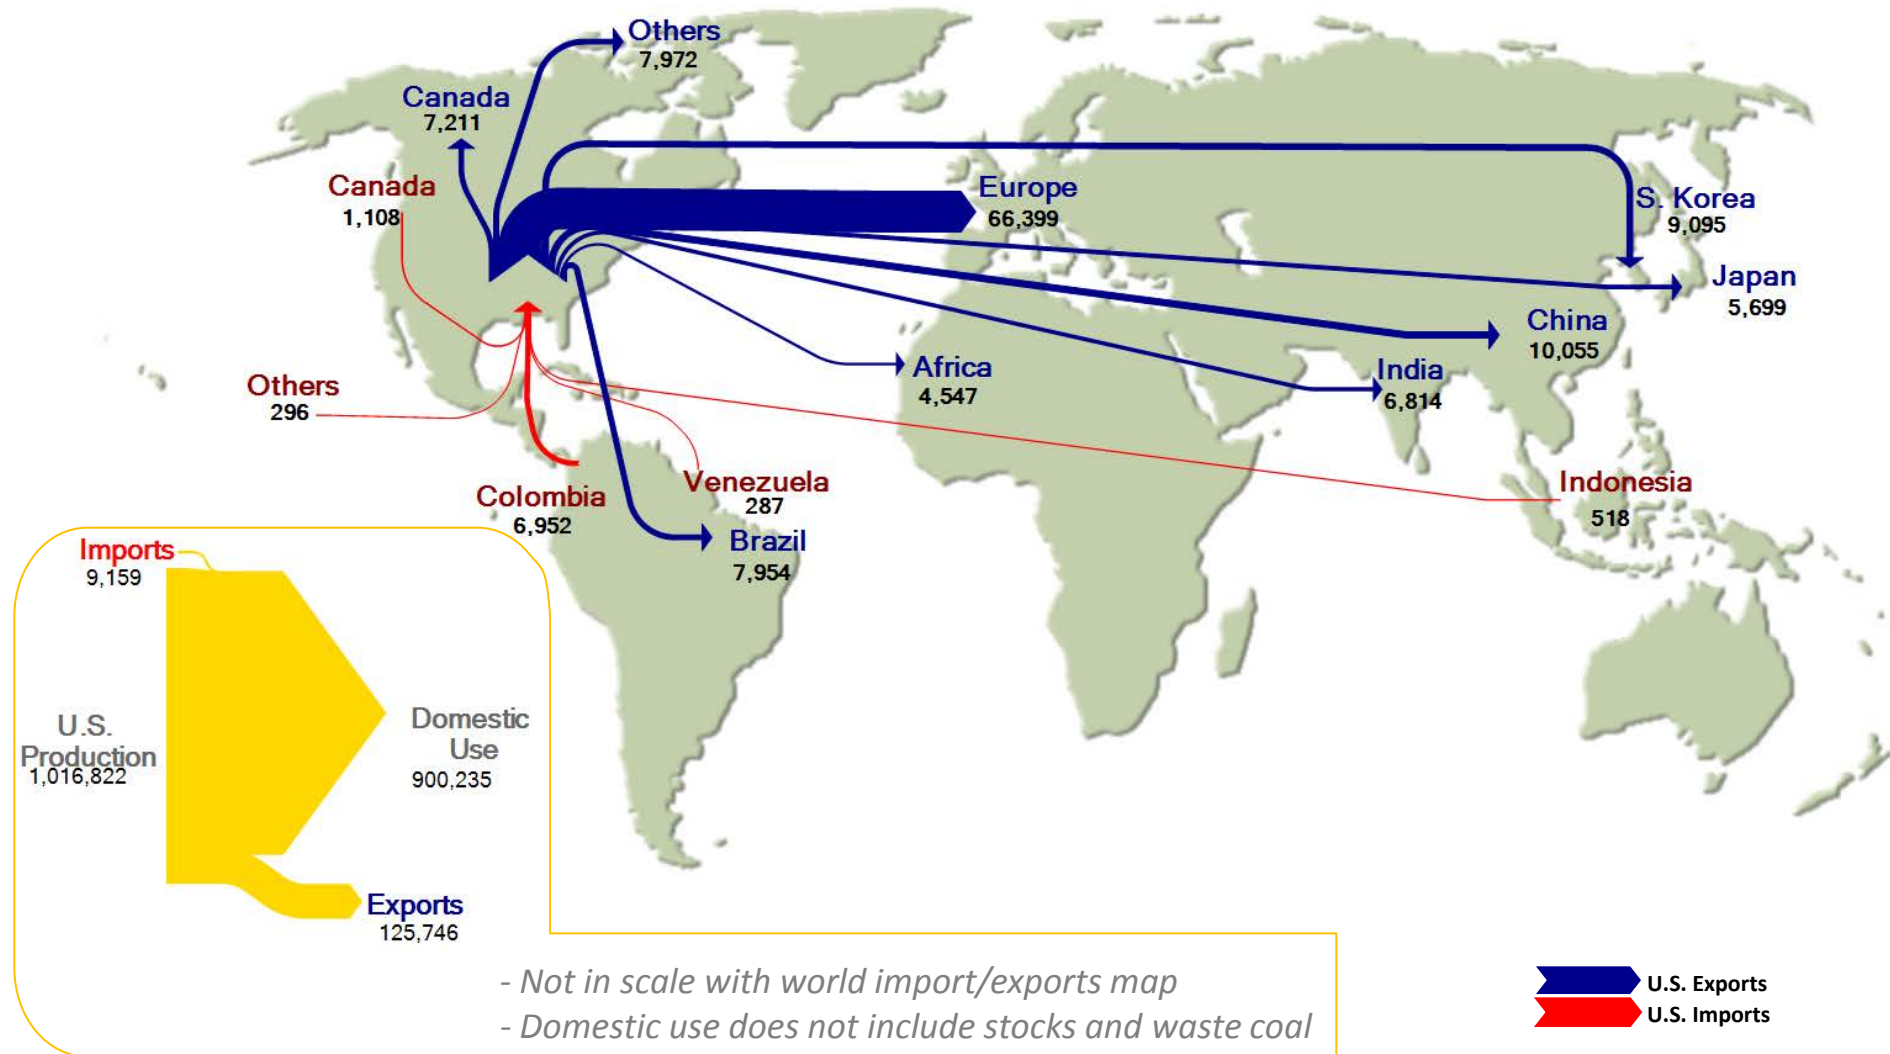 Others
7,972
Canada
7,211
Canada
1,108
Europe
66,399
S. Korea
9,095
Japan
5,699
China
10,055
India
6,814
Africa
4,547
Others
296
Colombia
6,952
Venezuela
287
Indonesia
518
Brazil
7,954
Imports
9,159
U.S.
Production
1,016,822
Domestic
Use
900,235
Exports
125,746
- Not in scale with world import/exports map
- Domestic use does not include stocks and waste coal
U.S. Exports
U.S. Imports